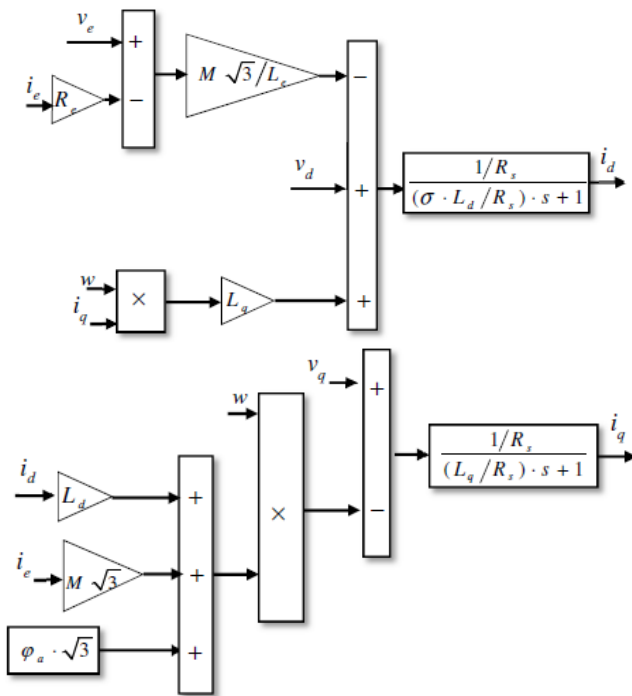 v_e
+
i_e
R_e
−
M √3/L_e
−
v_d
+
1/R_s
(σ · L_d/R_s) · s + 1
i_d
w
i_q
×
L_q
+
w
v_q
+
i_d
L_d
+
×
1/R_s
(L_q/R_s) · s + 1
i_q
−
i_e
M √3
+
φ_a · √3
+